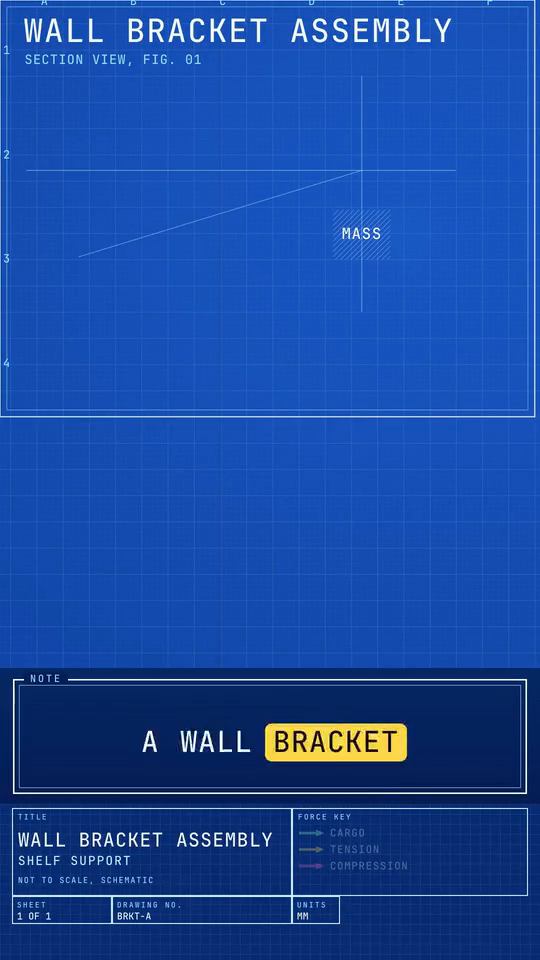 A B C D E F
WALL BRACKET ASSEMBLY
1
SECTION VIEW, FIG. 01
2
MASS
3
4
NOTE
A WALL BRACKET
TITLE
WALL BRACKET ASSEMBLY
SHELF SUPPORT
NOT TO SCALE, SCHEMATIC
FORCE KEY
CARGO
TENSION
COMPRESSION
SHEET
1 OF 1
DRAWING NO.
BRKT-A
UNITS
MM